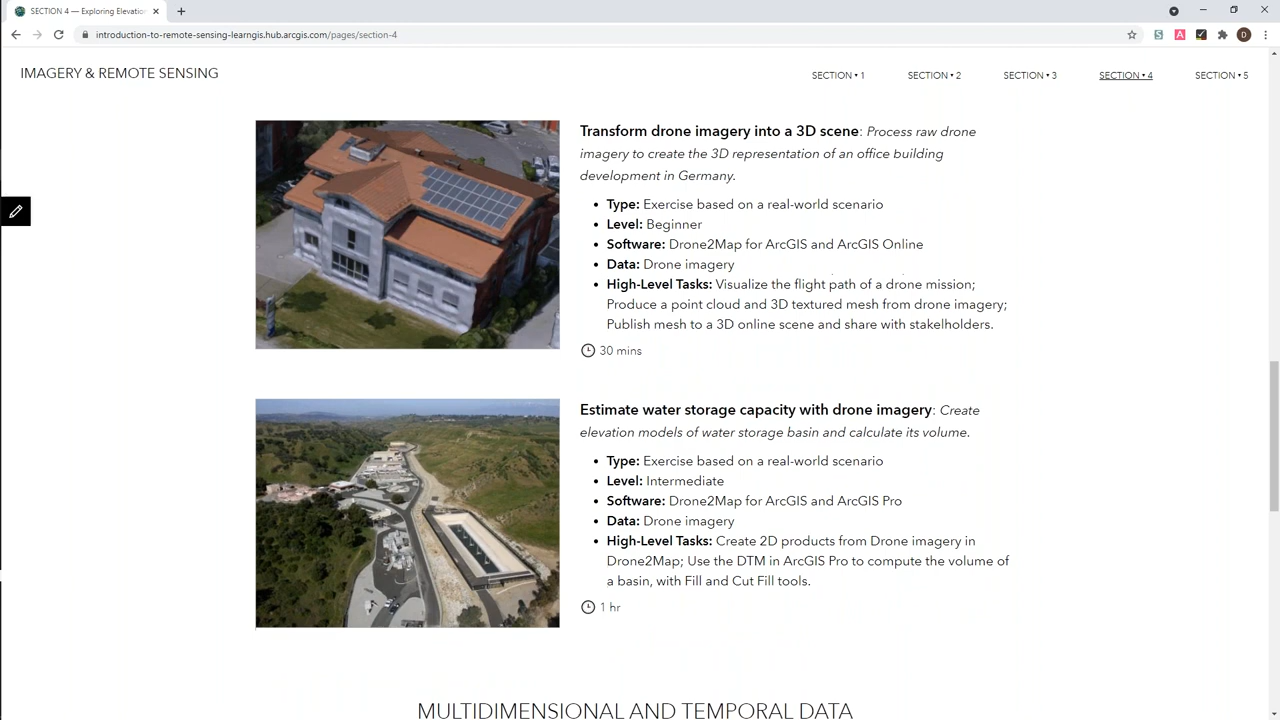 SECTION 4 — Exploring Elevatio
introduction-to-remote-sensing-learngis.hub.arcgis.com/pages/section-4
S
A
D
IMAGERY & REMOTE SENSING
SECTION • 1
SECTION • 2
SECTION • 3
SECTION • 4
SECTION • 5
Transform drone imagery into a 3D scene: Process raw drone
imagery to create the 3D representation of an office building
development in Germany.
• Type: Exercise based on a real-world scenario
• Level: Beginner
• Software: Drone2Map for ArcGIS and ArcGIS Online
• Data: Drone imagery
• High-Level Tasks: Visualize the flight path of a drone mission;
Produce a point cloud and 3D textured mesh from drone imagery;
Publish mesh to a 3D online scene and share with stakeholders.
30 mins
Estimate water storage capacity with drone imagery: Create
elevation models of water storage basin and calculate its volume.
• Type: Exercise based on a real-world scenario
• Level: Intermediate
• Software: Drone2Map for ArcGIS and ArcGIS Pro
• Data: Drone imagery
• High-Level Tasks: Create 2D products from Drone imagery in
Drone2Map; Use the DTM in ArcGIS Pro to compute the volume of
a basin, with Fill and Cut Fill tools.
1 hr
MULTIDIMENSIONAL AND TEMPORAL DATA